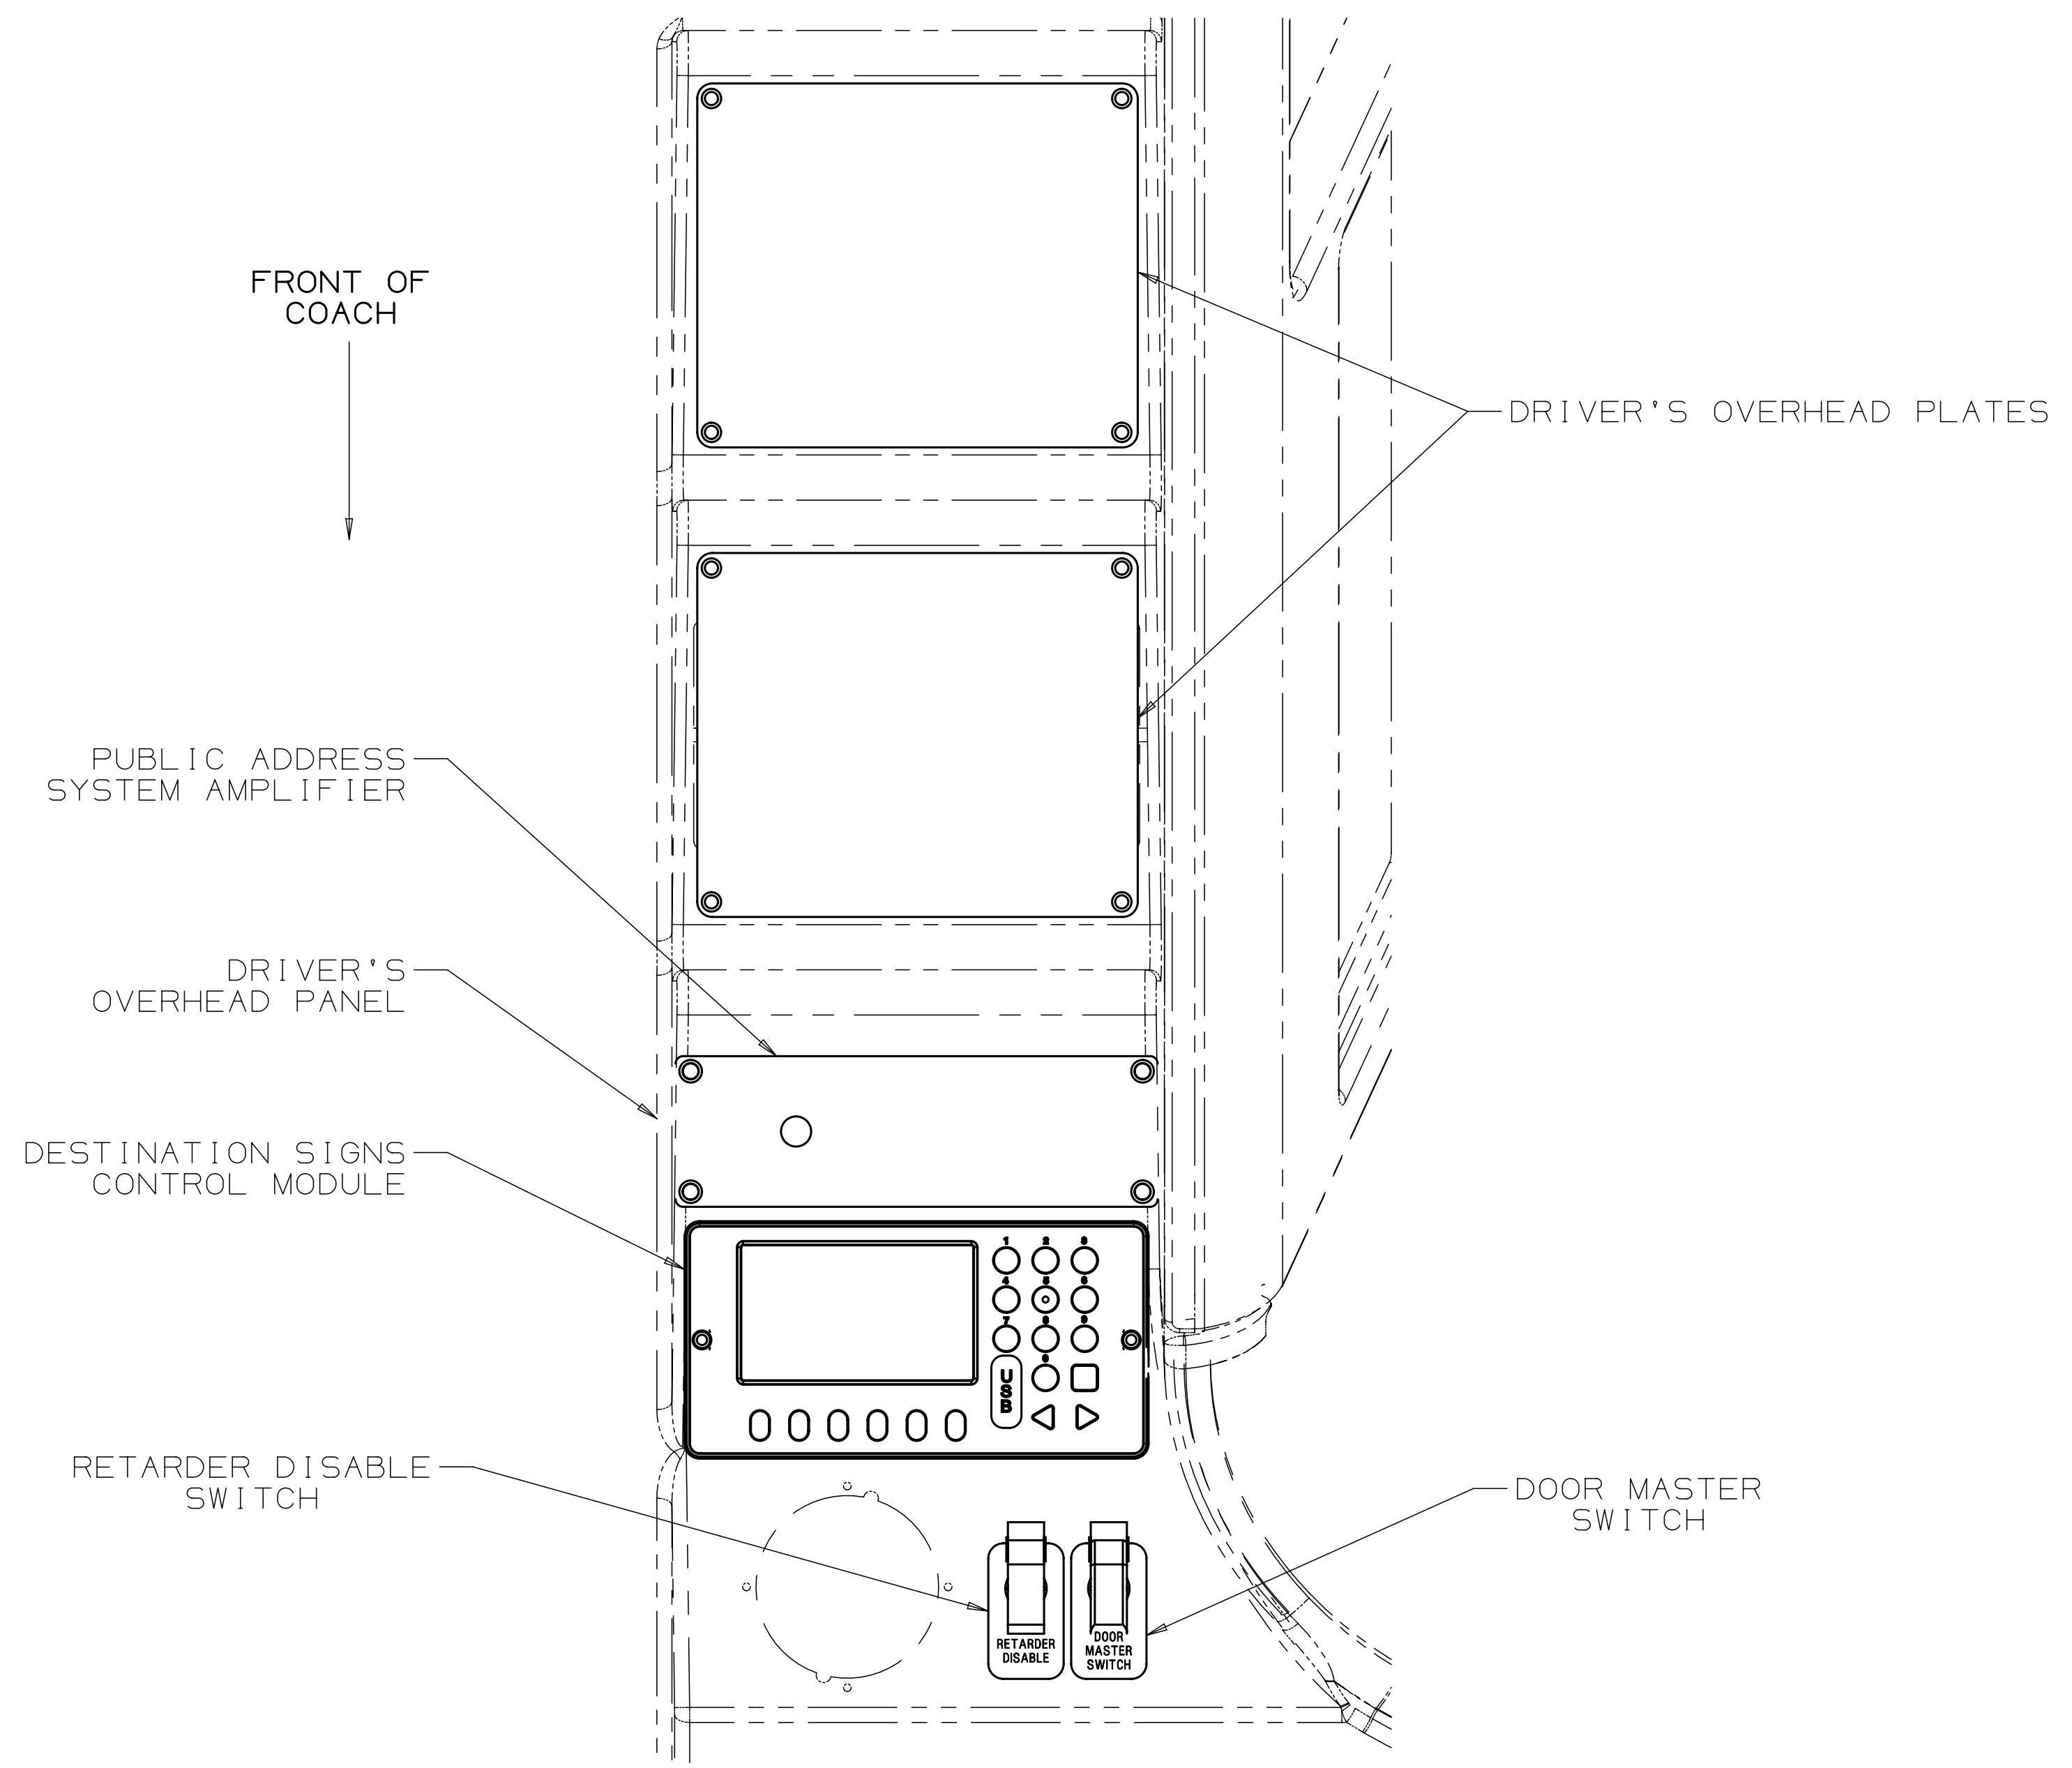 FRONT OF
COACH
DRIVER'S OVERHEAD PLATES
PUBLIC ADDRESS
SYSTEM AMPLIFIER
DRIVER'S
OVERHEAD PANEL
DESTINATION SIGNS
CONTROL MODULE
1 2 3
4 5 6
7 8 9
0
USB
RETARDER DISABLE
SWITCH
DOOR MASTER
SWITCH
RETARDER
DISABLE
DOOR
MASTER
SWITCH